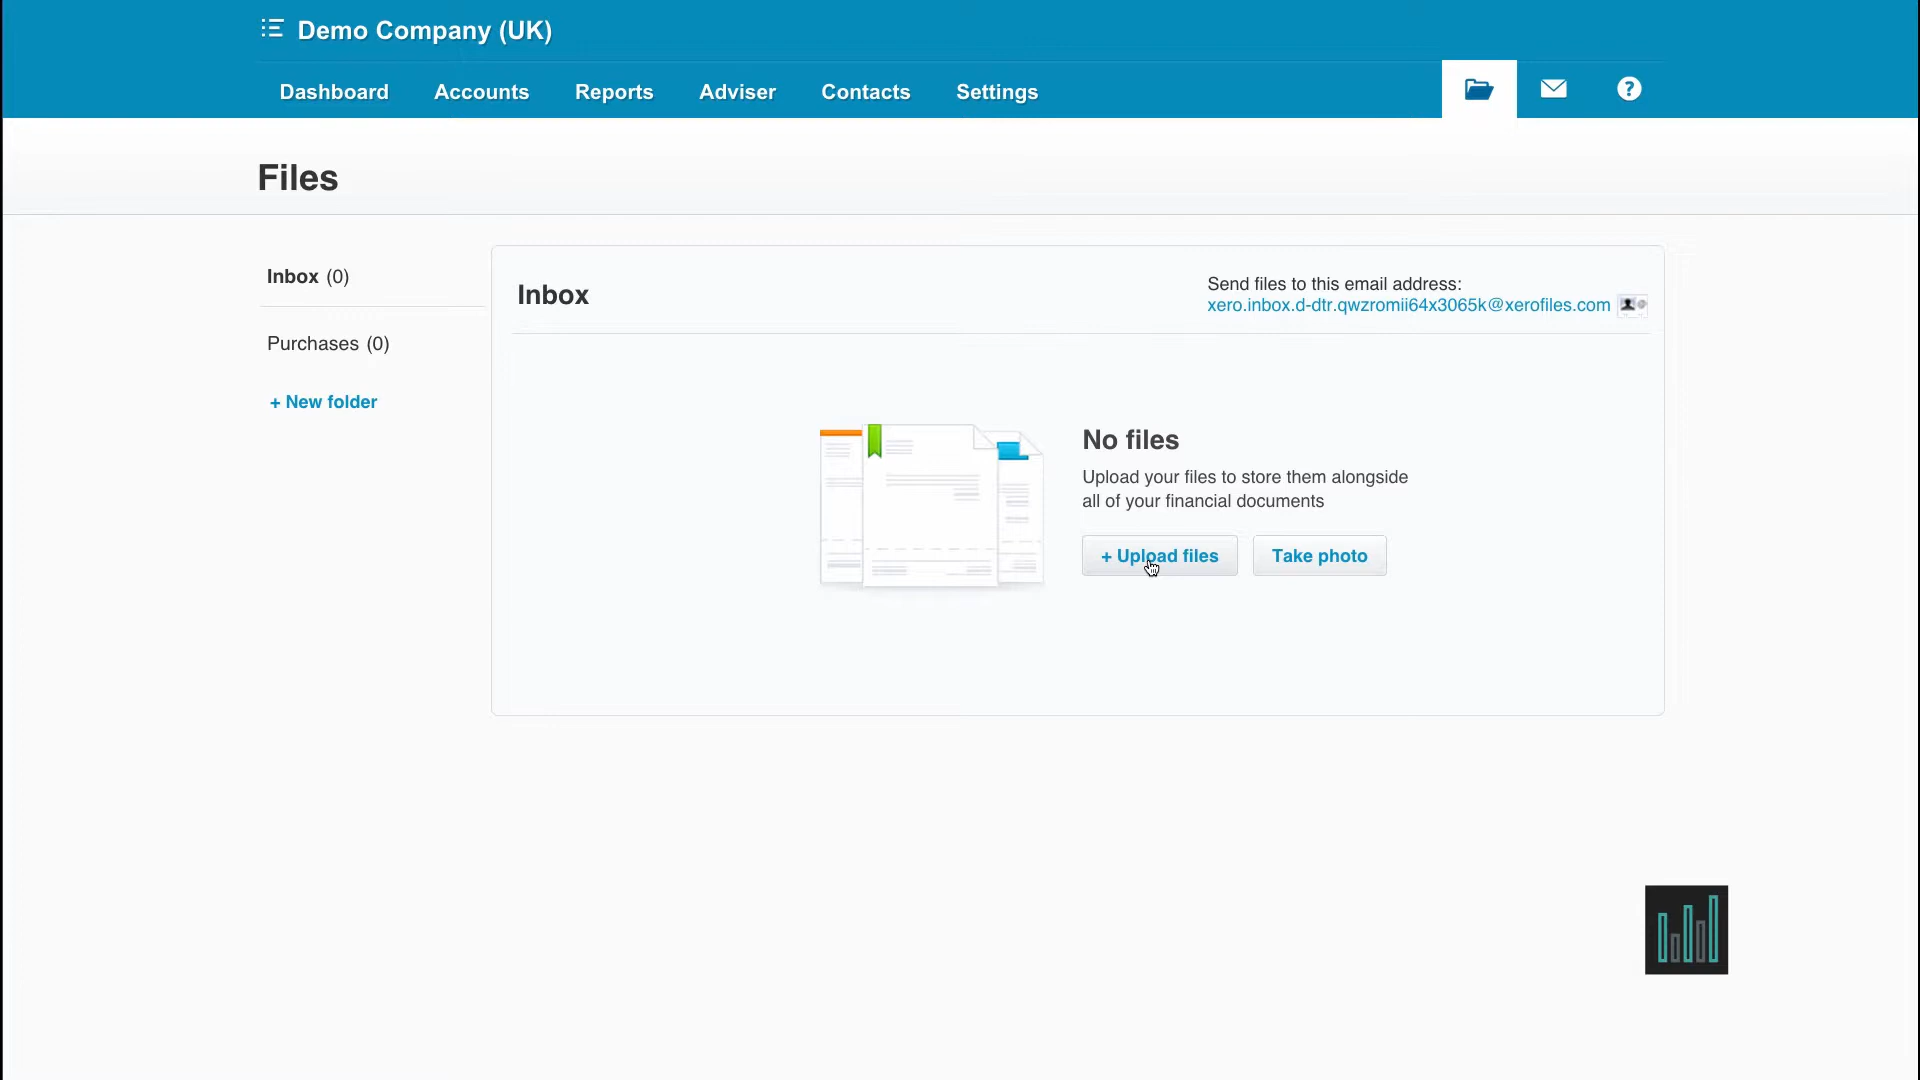 Demo Company (UK)
Dashboard Accounts Reports Adviser Contacts Settings
?
Files
Inbox (0)
Purchases (0)
+ New folder
Inbox
Send files to this email address:
xero.inbox.d-dtr.qwzromii64x3065k@xerofiles.com
No files
Upload your files to store them alongside
all of your financial documents
+ Upload files
Take photo